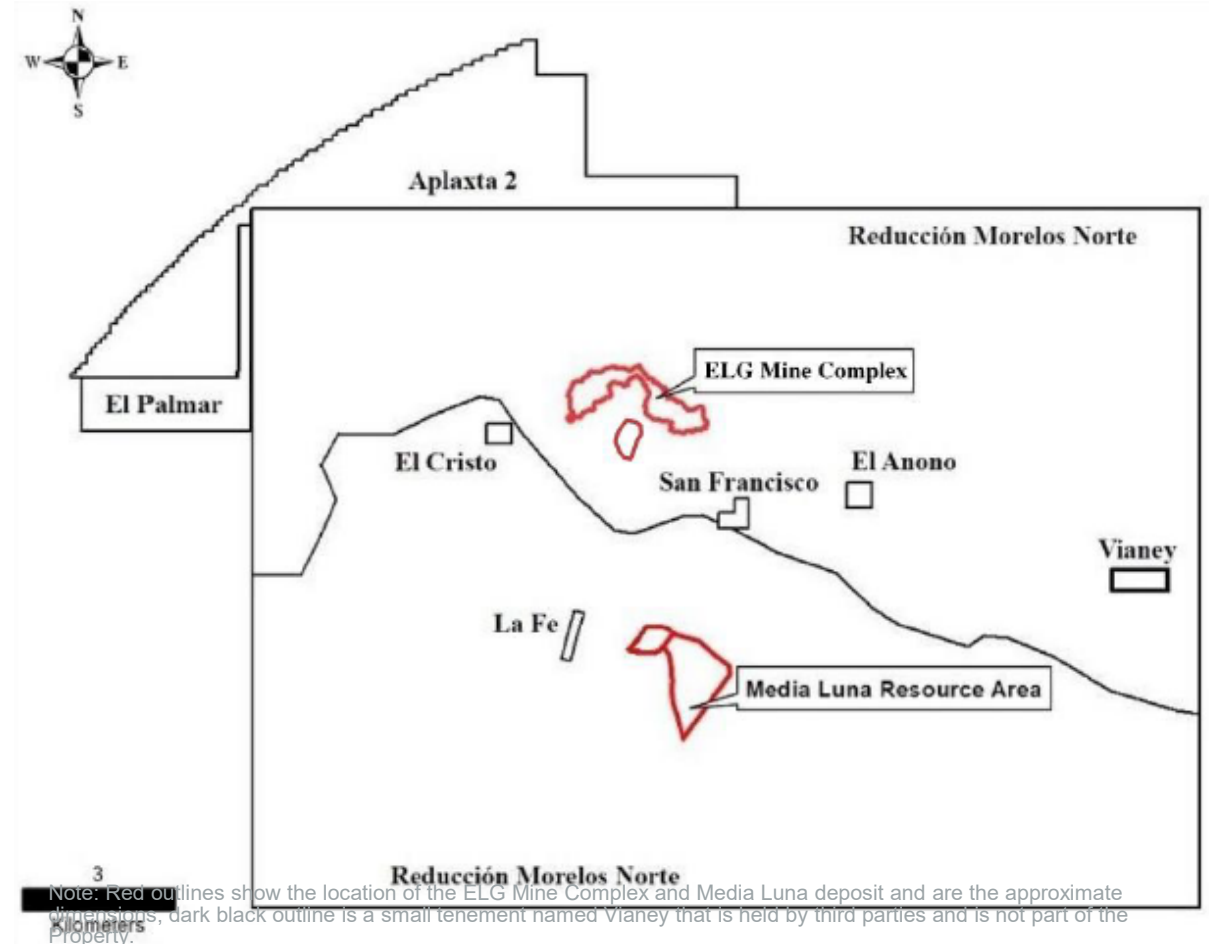 N
W E
S
Aplaxta 2
Reducción Morelos Norte
ELG Mine Complex
El Palmar
El Cristo
El Anono
San Francisco
Vianey
La Fe
Media Luna Resource Area
3
Reducción Morelos Norte
Note: Red outlines show the location of the ELG Mine Complex and Media Luna deposit and are the approximate
dimensions, dark black outline is a small tenement named Vianey that is held by third parties and is not part of the
Kilometers
Property.